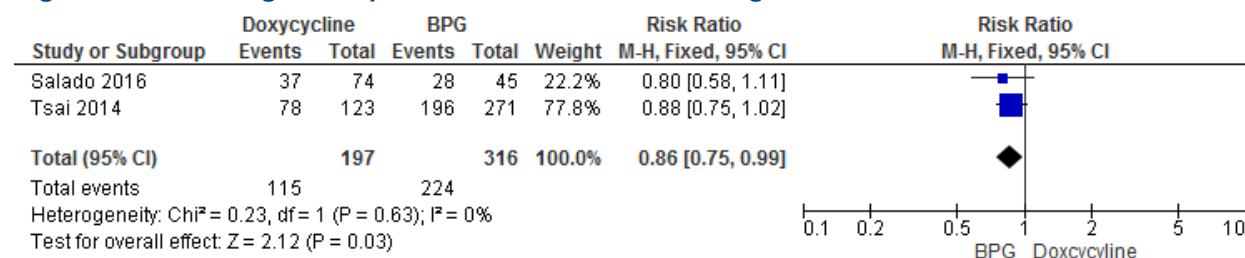 Doxycycline BPG Risk Ratio Risk Ratio
Study or Subgroup Events Total Events Total Weight M-H, Fixed, 95% CI M-H, Fixed, 95% CI
Salado 2016 37 74 28 45 22.2% 0.80 [0.58, 1.11]
Tsai 2014 78 123 196 271 77.8% 0.88 [0.75, 1.02]
Total (95% CI) 197 316 100.0% 0.86 [0.75, 0.99]
Total events 115 224
Heterogeneity: Chi² = 0.23, df = 1 (P = 0.63); I² = 0%
Test for overall effect: Z = 2.12 (P = 0.03)
0.1 0.2 0.5 1 2 5 10
BPG Doxcycyline